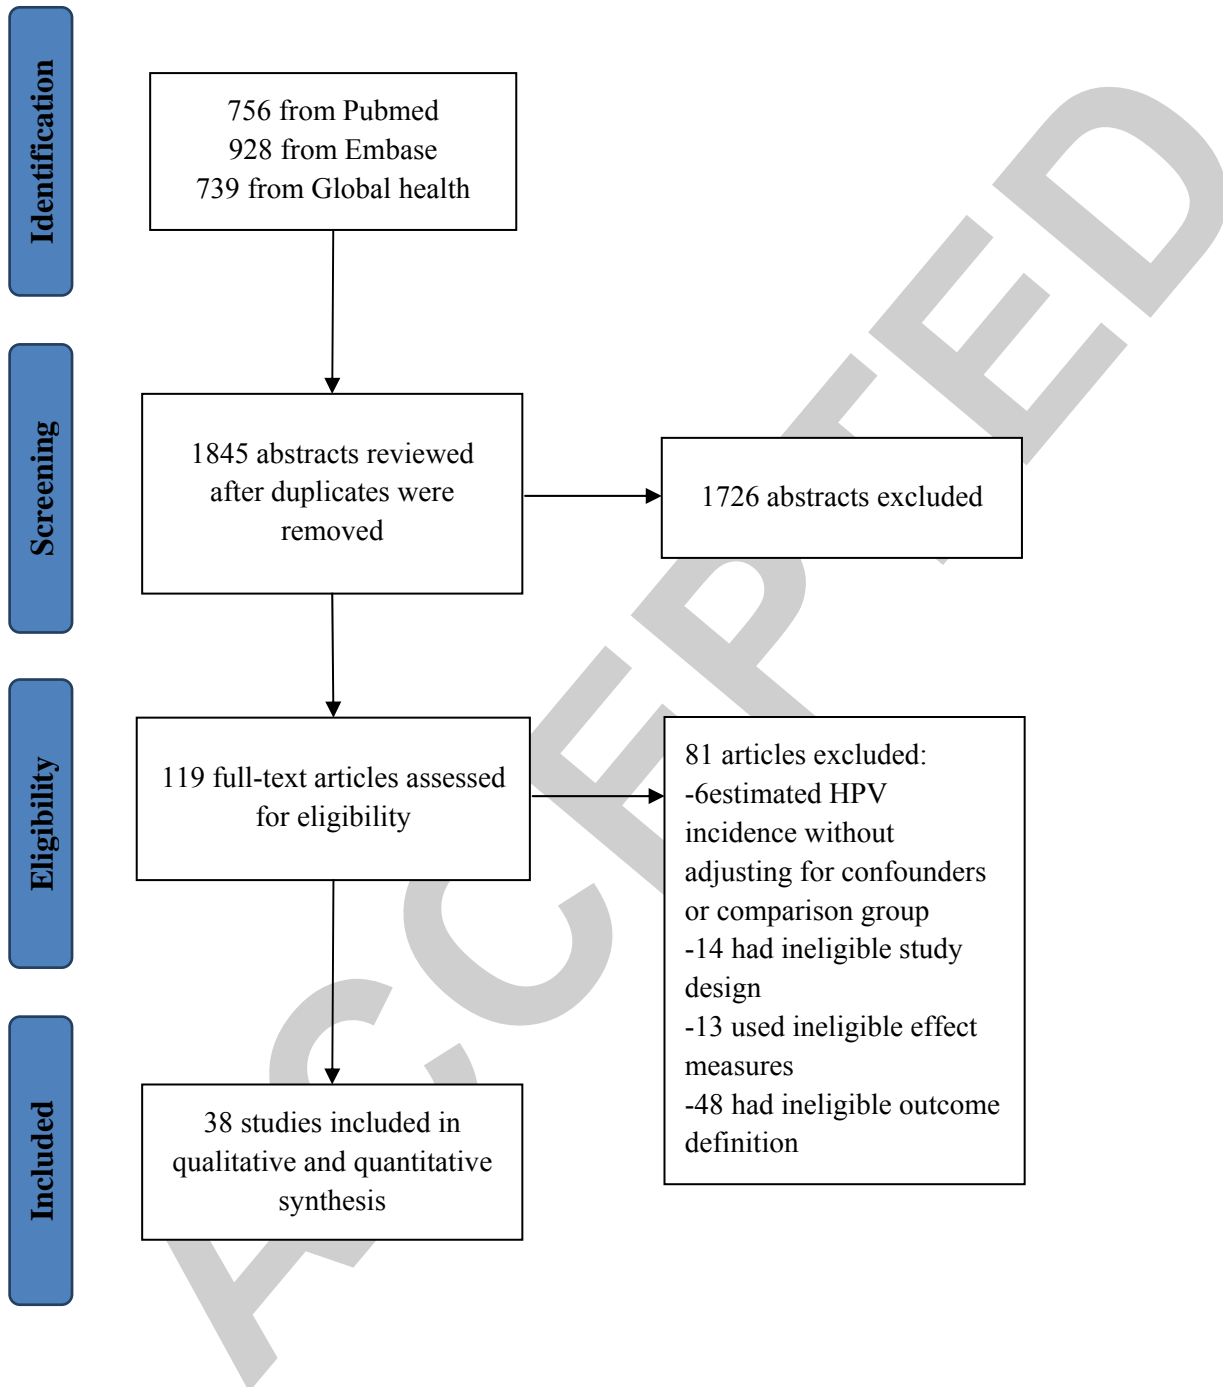 Identification
756 from Pubmed
928 from Embase
739 from Global health
Screening
1845 abstracts reviewed
after duplicates were
removed
1726 abstracts excluded
Eligibility
119 full-text articles assessed
for eligibility
81 articles excluded:
-6estimated HPV
incidence without
adjusting for confounders
or comparison group
-14 had ineligible study
design
-13 used ineligible effect
measures
-48 had ineligible outcome
definition
Included
38 studies included in
qualitative and quantitative
synthesis
ACCEPTED